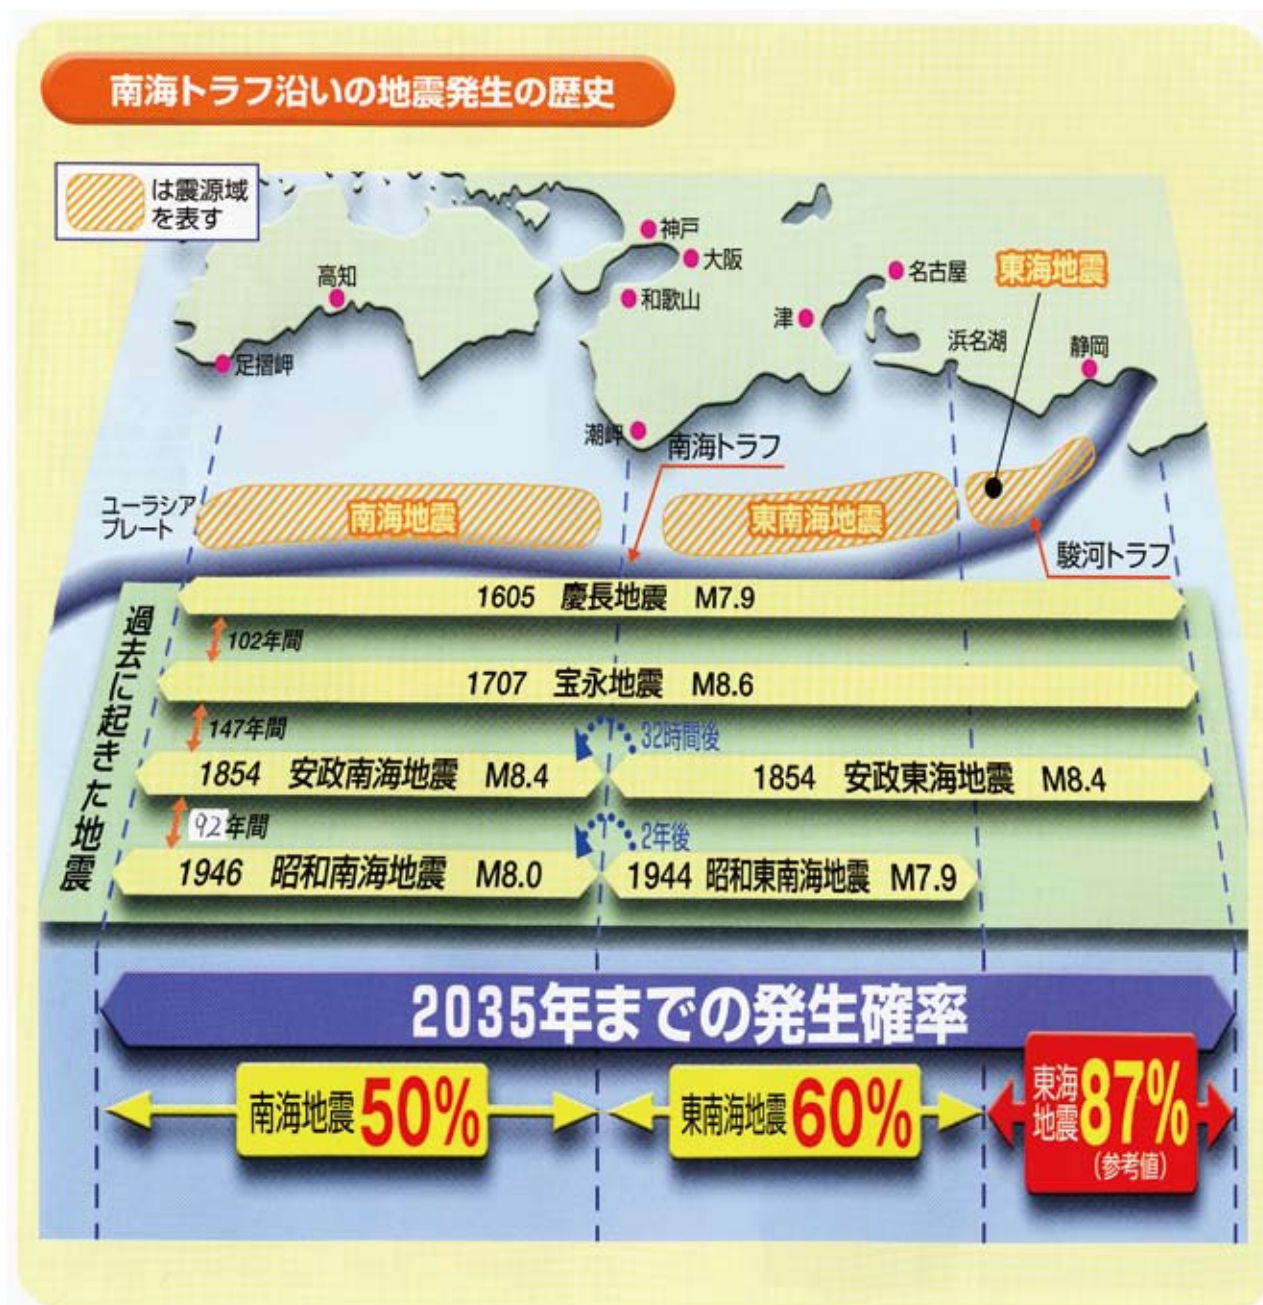 南海トラフ沿いの地震発生の歴史
は震源域
を表す
神戸
大阪
名古屋
東海地震
高知
和歌山
津
浜名湖
静岡
足摺岬
潮岬
南海トラフ
ユーラシア
プレート
南海地震
東南海地震
駿河トラフ
過去に起きた地震
1605 慶長地震 M7.9
102年間
1707 宝永地震 M8.6
147年間
32時間後
1854 安政南海地震 M8.4
1854 安政東海地震 M8.4
92年間
2年後
1946 昭和南海地震 M8.0
1944 昭和東南海地震 M7.9
2035年までの発生確率
南海地震50%
東南海地震60%
東海
地震
87%
(参考値)